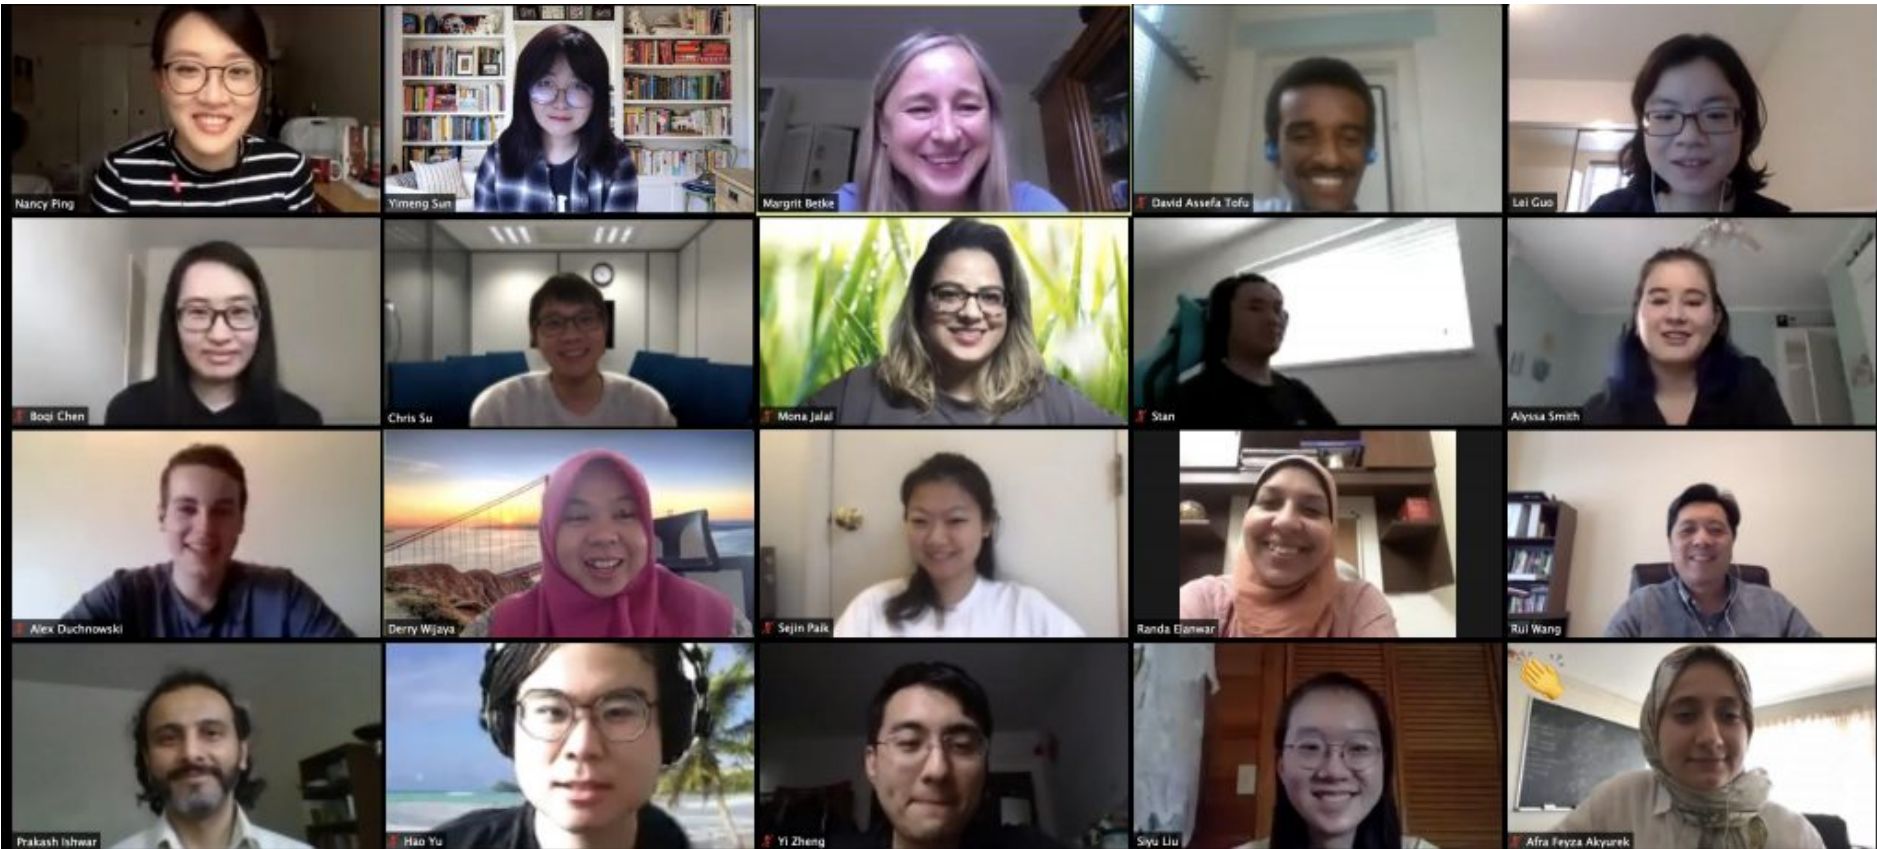 Nancy Ping
Yimeng Sun
Margrit Betke
David Assefa Tofu
Lei Guo
Boqi Chen
Chris Su
Mona Jalal
Stan
Alyssa Smith
Alex Duchnowski
Derry Wijaya
Sejin Paik
Randa Elanwar
Rui Wang
Prakash Ishwar
Hao Yu
Yi Zheng
Siyu Liu
Afra Feyza Akyurek